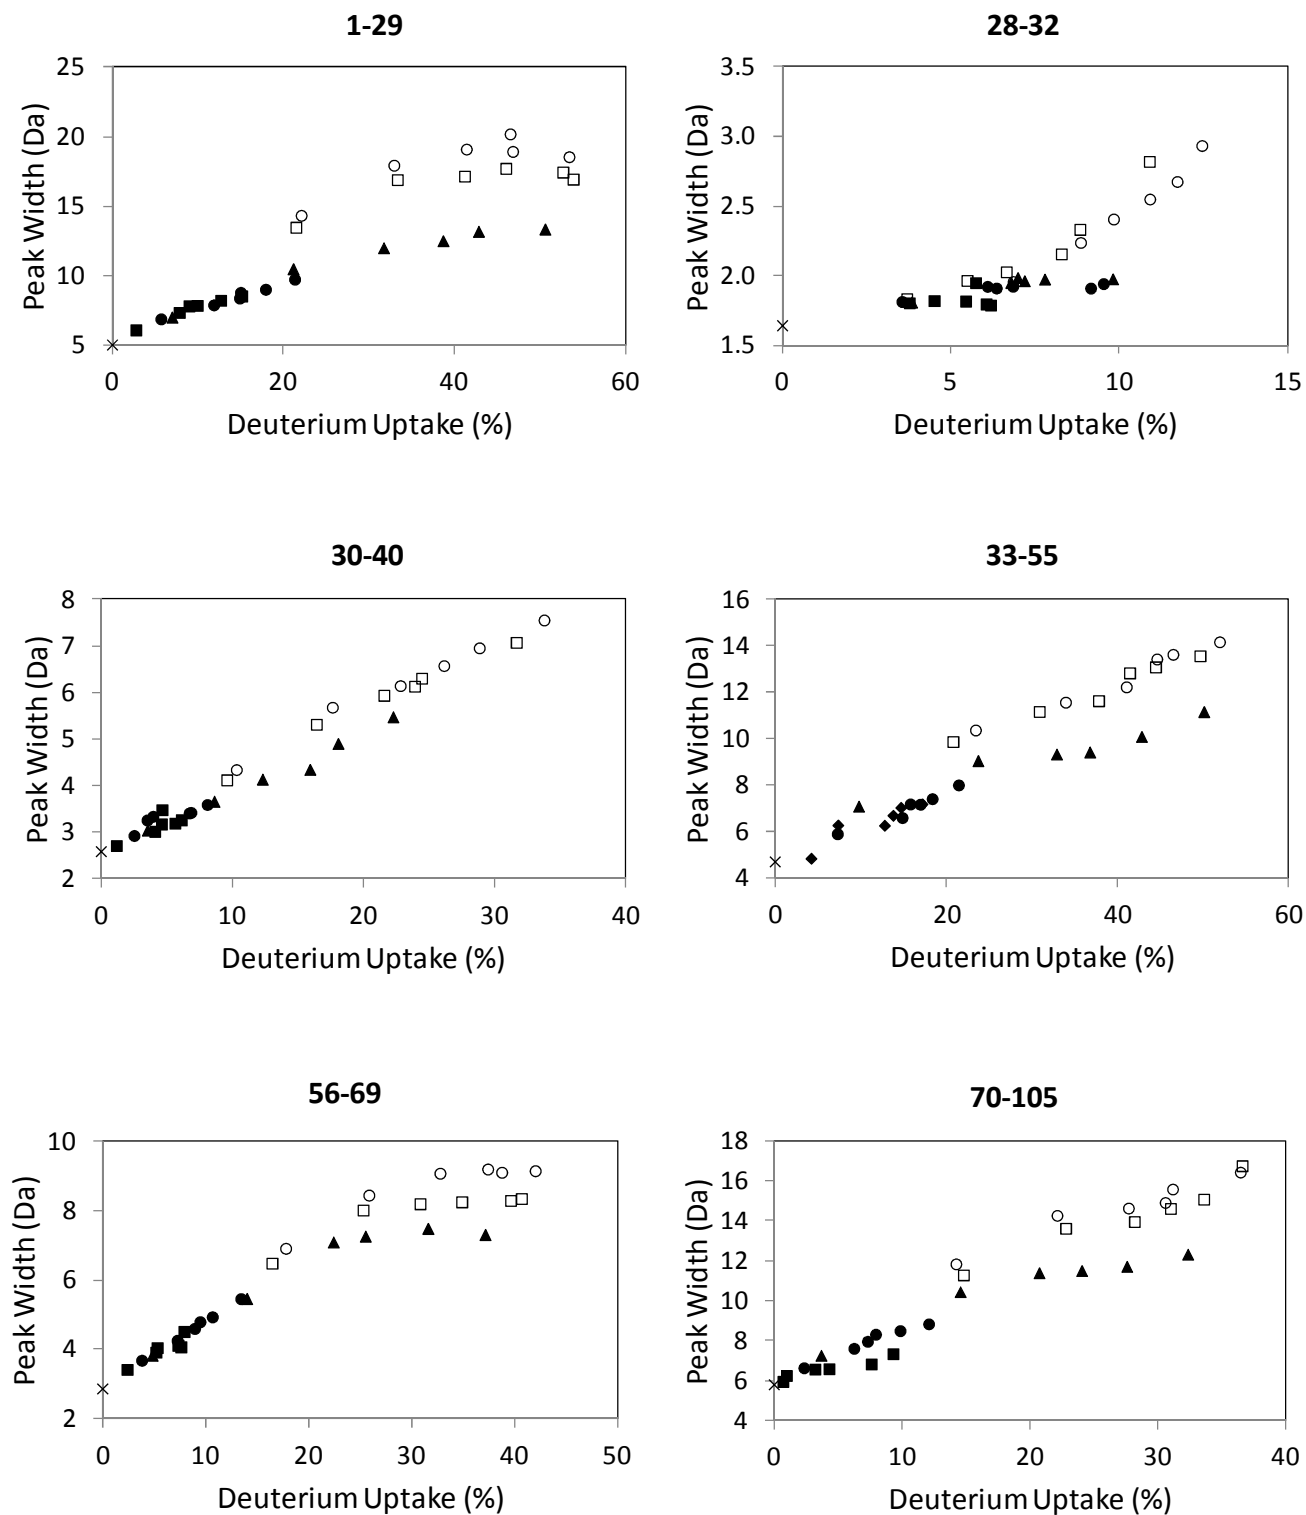 1-29
25
20
15
10
5
0 20 40 60
Peak Width (Da)
Deuterium Uptake (%)
28-32
3.5
3.0
2.5
2.0
1.5
0 5 10 15
Peak Width (Da)
Deuterium Uptake (%)
30-40
8
7
6
5
4
3
2
0 10 20 30 40
Peak Width (Da)
Deuterium Uptake (%)
33-55
16
14
12
10
8
6
4
0 20 40 60
Peak Width (Da)
Deuterium Uptake (%)
56-69
10
8
6
4
2
0 10 20 30 40 50
Peak Width (Da)
Deuterium Uptake (%)
70-105
18
16
14
12
10
8
6
4
0 10 20 30 40
Peak Width (Da)
Deuterium Uptake (%)